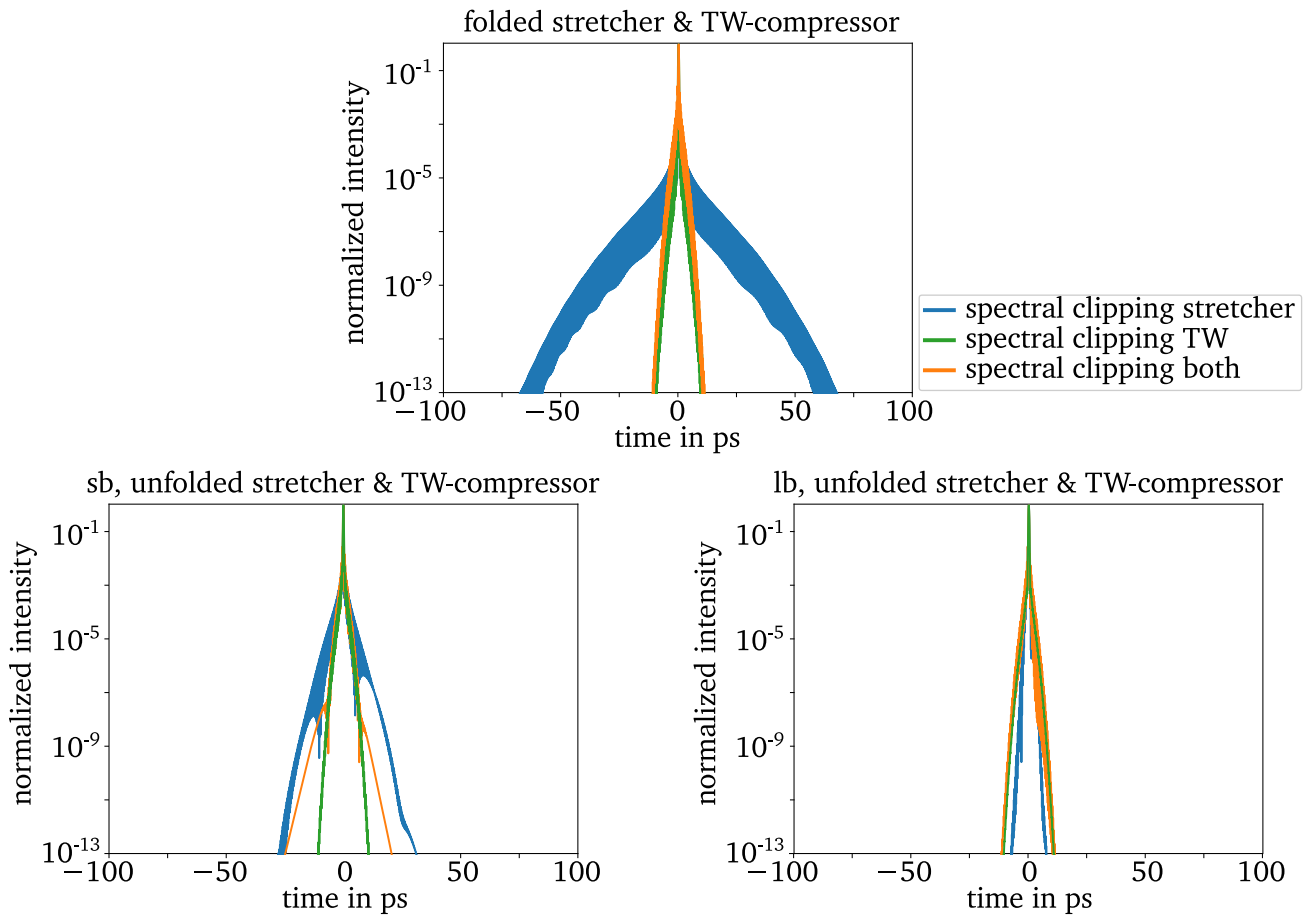 folded stretcher & TW-compressor
normalized intensity
10-1
10-5
10-9
10-13
−100 −50 0 50 100
time in ps
spectral clipping stretcher
spectral clipping TW
spectral clipping both
sb, unfolded stretcher & TW-compressor
normalized intensity
10-1
10-5
10-9
10-13
−100 −50 0 50 100
time in ps
lb, unfolded stretcher & TW-compressor
normalized intensity
10-1
10-5
10-9
10-13
−100 −50 0 50 100
time in ps